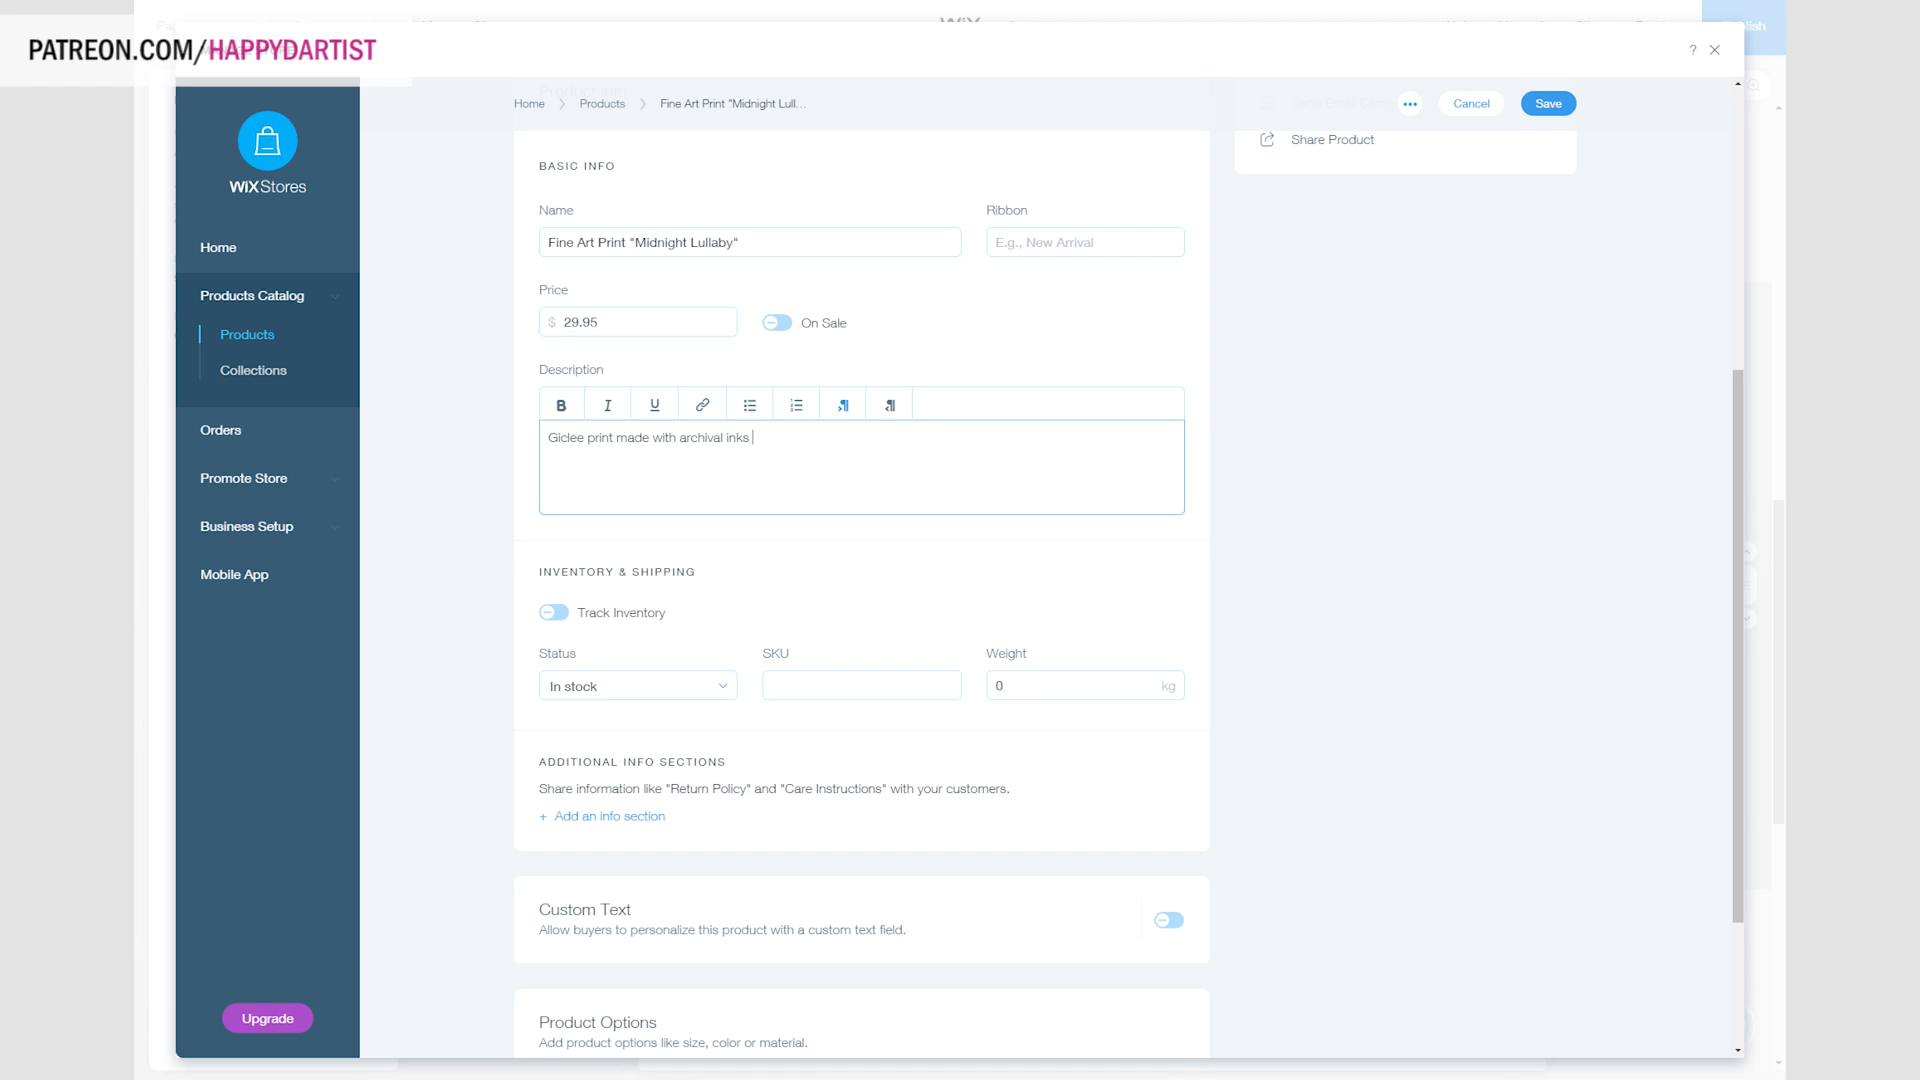 PATREON.COM/HAPPYDARTIST
?
WiX Stores
Home
Products Catalog
Products
Collections
Orders
Promote Store
Business Setup
Mobile App
Upgrade
Home > Products > Fine Art Print "Midnight Lull...
... Cancel Save
Share Product
BASIC INFO
Name
Ribbon
Fine Art Print "Midnight Lullaby"
E.g., New Arrival
Price
$ 29.95
On Sale
Description
B I U
Giclee print made with archival inks
INVENTORY & SHIPPING
Track Inventory
Status
SKU
Weight
In stock
0 kg
ADDITIONAL INFO SECTIONS
Share information like "Return Policy" and "Care Instructions" with your customers.
+ Add an info section
Custom Text
Allow buyers to personalize this product with a custom text field.
Product Options
Add product options like size, color or material.